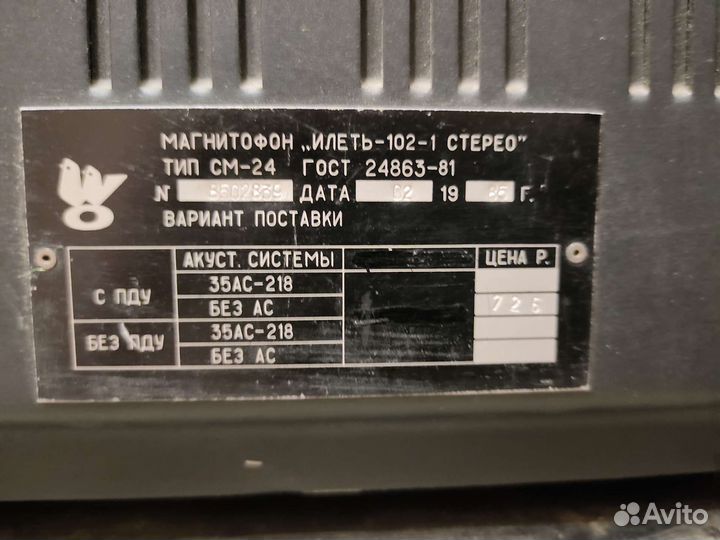 МАГНИТОФОН „ИЛЕТЬ-102-1 СТЕРЕО"
ТИП СМ-24 ГОСТ 24863-81
N ДАТА 02 19 Г.
ВАРИАНТ ПОСТАВКИ
АКУСТ. СИСТЕМЫ ЦЕНА Р.
С ПДУ 35АС-218
БЕЗ АС 725
БЕЗ ПДУ 35АС-218
БЕЗ АС
Avito